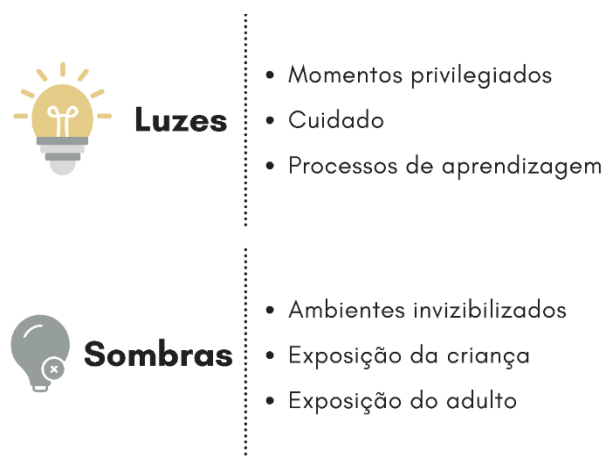 Luzes
• Momentos privilegiados
• Cuidado
• Processos de aprendizagem
Sombras
• Ambientes invizibilizados
• Exposição da criança
• Exposição do adulto